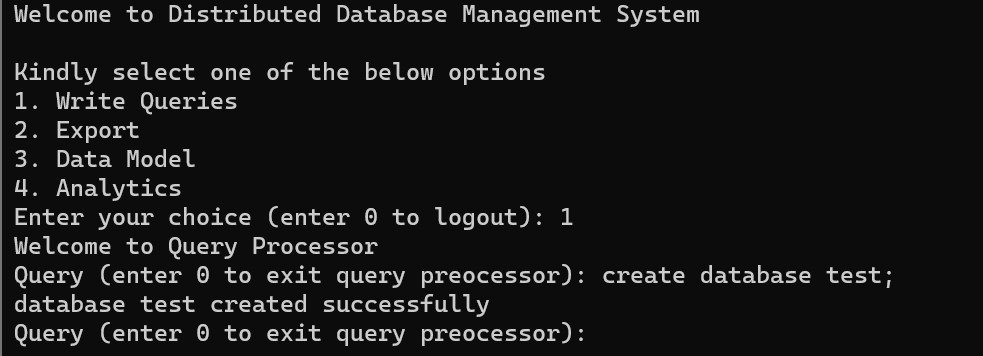 Welcome to Distributed Database Management System
Kindly select one of the below options
1. Write Queries
2. Export
3. Data Model
4. Analytics
Enter your choice (enter 0 to logout): 1
Welcome to Query Processor
Query (enter 0 to exit query preocessor): create database test;
database test created successfully
Query (enter 0 to exit query preocessor):